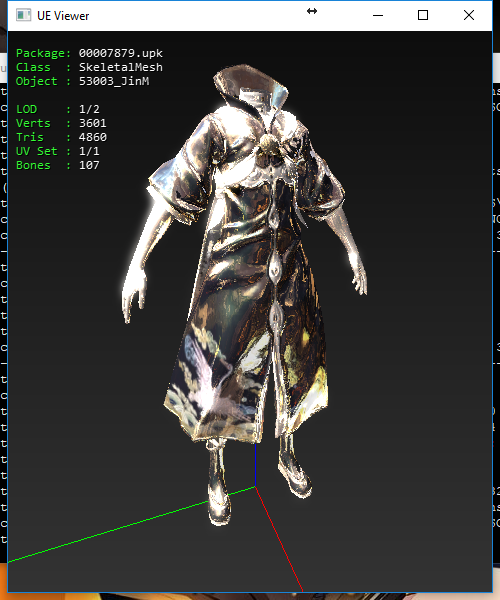 UE Viewer
Package: 00007879.upk
Class : SkeletalMesh
Object : 53003_JinM
LOD : 1/2
Verts : 3601
Tris : 4860
UV Set : 1/1
Bones : 107